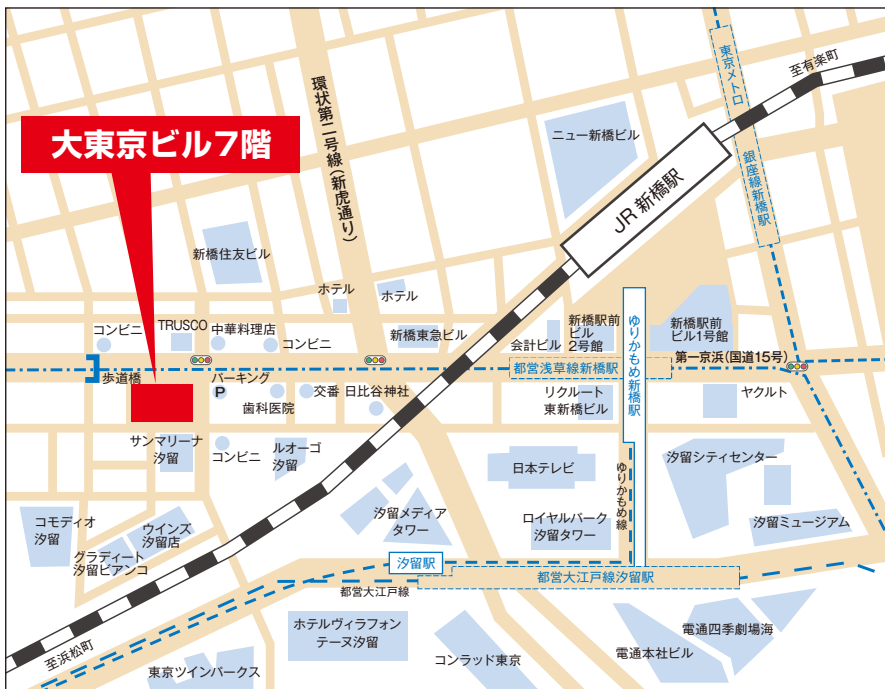 東京メトロ
銀座線新橋駅
至有楽町
環状第二号線(新虎通り)
ニュー新橋ビル
大東京ビル7階
JR 新橋駅
新橋住友ビル
ホテル
ホテル
コンビニ
TRUSCO
中華料理店
コンビニ
新橋東急ビル
会計ビル
新橋駅前
ビル
2号館
ゆりかもめ新橋駅
新橋駅前
ビル1号館
第一京浜(国道15号)
歩道橋
都営浅草線新橋駅
パーキング
P
歯科医院
交番
日比谷神社
リクルート
東新橋ビル
ヤクルト
サンマリーナ
汐留
コンビニ
ルオーゴ
汐留
日本テレビ
ゆりかもめ線
汐留シティセンター
コモディオ
汐留
ウインズ
汐留店
グラディート
汐留ビアンコ
汐留メディア
タワー
ロイヤルパーク
汐留タワー
汐留ミュージアム
汐留駅
都営大江戸線汐留駅
都営大江戸線
至浜松町
ホテルヴィラフォン
テーヌ汐留
東京ツインパークス
コンラッド東京
電通本社ビル
電通四季劇場海